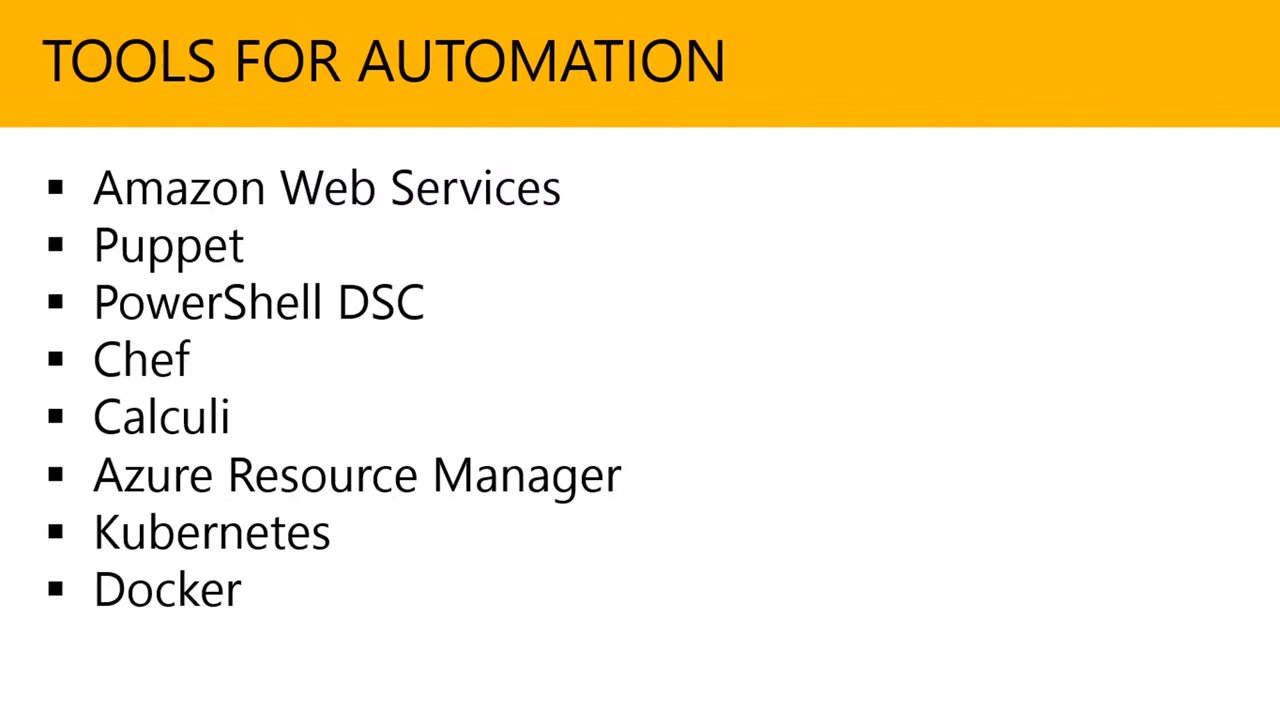 TOOLS FOR AUTOMATION
▪ Amazon Web Services
▪ Puppet
▪ PowerShell DSC
▪ Chef
▪ Calculi
▪ Azure Resource Manager
▪ Kubernetes
▪ Docker